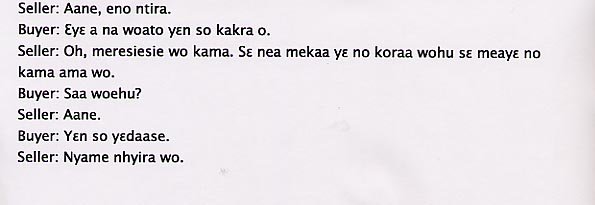 Seller: Aane, eno ntira.
Buyer: Ɛyɛ a na woato yɛn so kakra o.
Seller: Oh, meresiesie wo kama. Sɛ nea mekaa yɛ no koraa wohu sɛ meayɛ no
kama ama wo.
Buyer: Saa woehu?
Seller: Aane.
Buyer: Yɛn so yɛdaase.
Seller: Nyame nhyira wo.